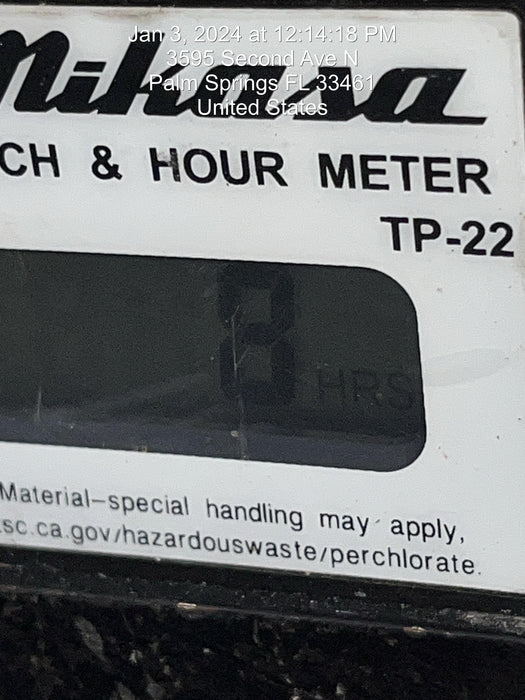 Jan 3, 2024 at 12:14:18 PM
3595 Second Ave N
Palm Springs FL 33461
United States
Mikasa
CH & HOUR METER
TP-22
8 HRS
Material-special handling may apply,
sc.ca.gov/hazardouswaste/perchlorate.